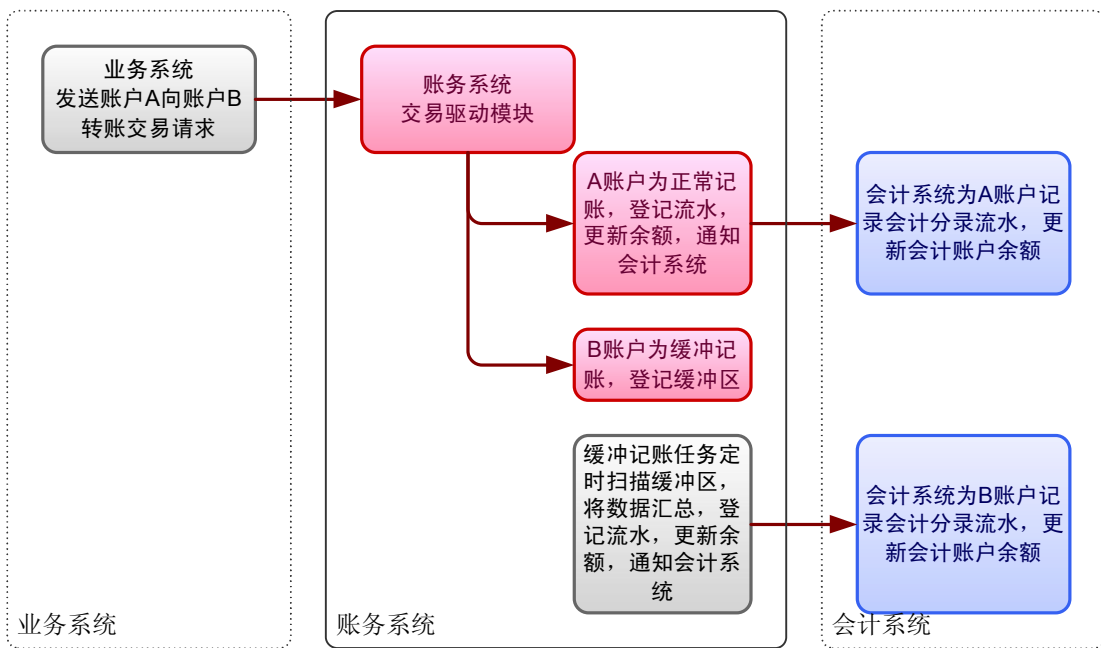 业务系统
发送账户A向账户B
转账交易请求
账务系统
交易驱动模块
A账户为正常记
账，登记流水，
更新余额，通知
会计系统
会计系统为A账户记
录会计分录流水，更
新会计账户余额
B账户为缓冲记
账，登记缓冲区
缓冲记账任务定
时扫描缓冲区，
将数据汇总，登
记流水，更新余
额，通知会计系
统
会计系统为B账户记
录会计分录流水，更
新会计账户余额
业务系统
账务系统
会计系统